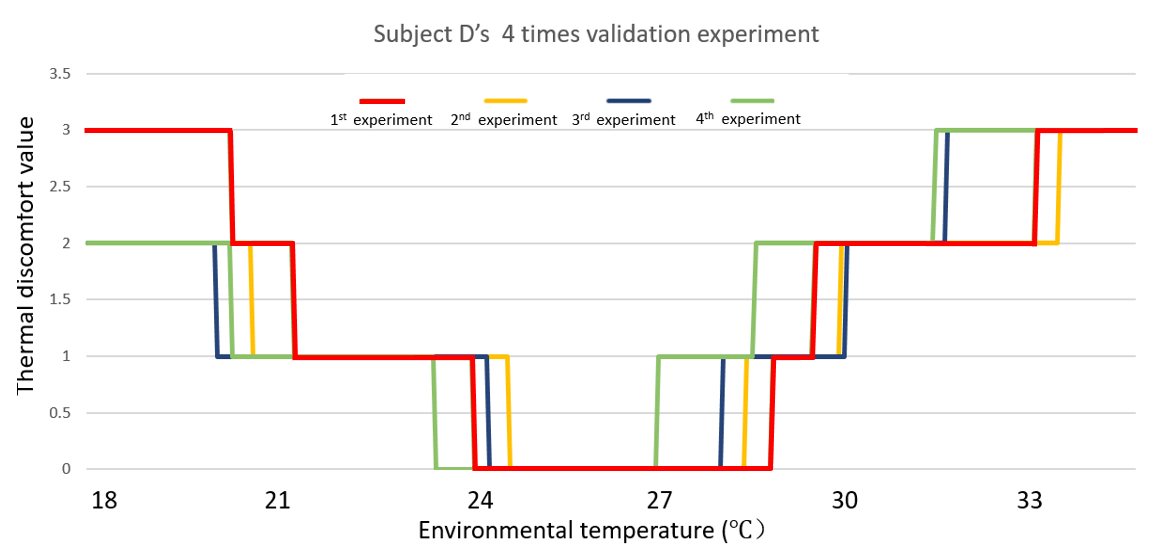 Subject D’s 4 times validation experiment
3.5
1st experiment 2nd experiment 3rd experiment 4th experiment
3
2.5
2
1.5
1
0.5
0
Thermal discomfort value
18 21 24 27 30 33
Environmental temperature (℃）